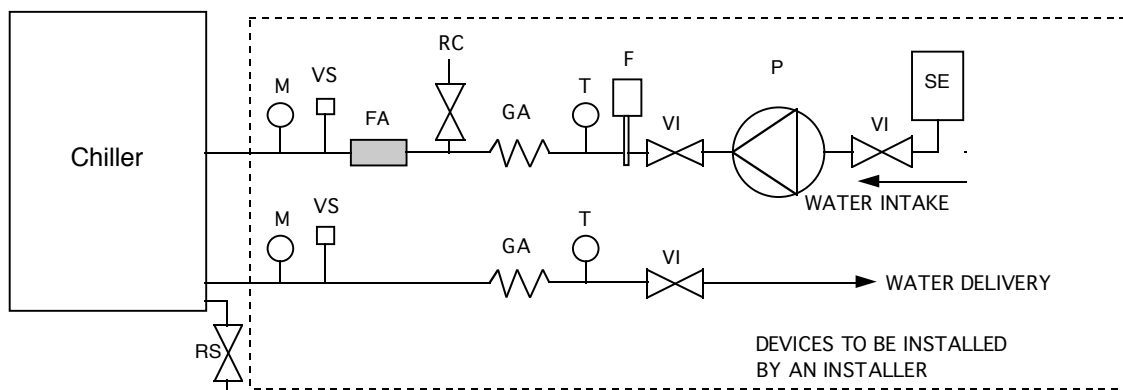 RC
F
P
SE
M
VS
T
FA
GA
VI
VI
Chiller
WATER INTAKE
M
VS
T
GA
VI
WATER DELIVERY
RS
DEVICES TO BE INSTALLED
BY AN INSTALLER